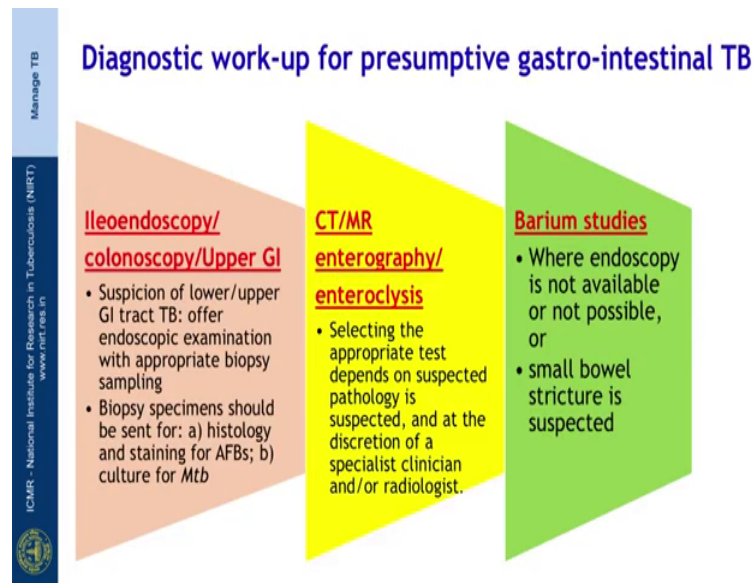 Diagnostic work-up for presumptive gastro-intestinal TB
Manage TB
ICMR - National Institute for Research in Tuberculosis (NIRT)
www.nirt.res.in
Ileoendoscopy/
colonoscopy/Upper GI
• Suspicion of lower/upper
GI tract TB: offer
endoscopic examination
with appropriate biopsy
sampling
• Biopsy specimens should
be sent for: a) histology
and staining for AFBs; b)
culture for Mtb
CT/MR
enterography/
enteroclysis
• Selecting the
appropriate test
depends on suspected
pathology is
suspected, and at the
discretion of a
specialist clinician
and/or radiologist.
Barium studies
• Where endoscopy
is not available
or not possible,
or
• small bowel
stricture is
suspected